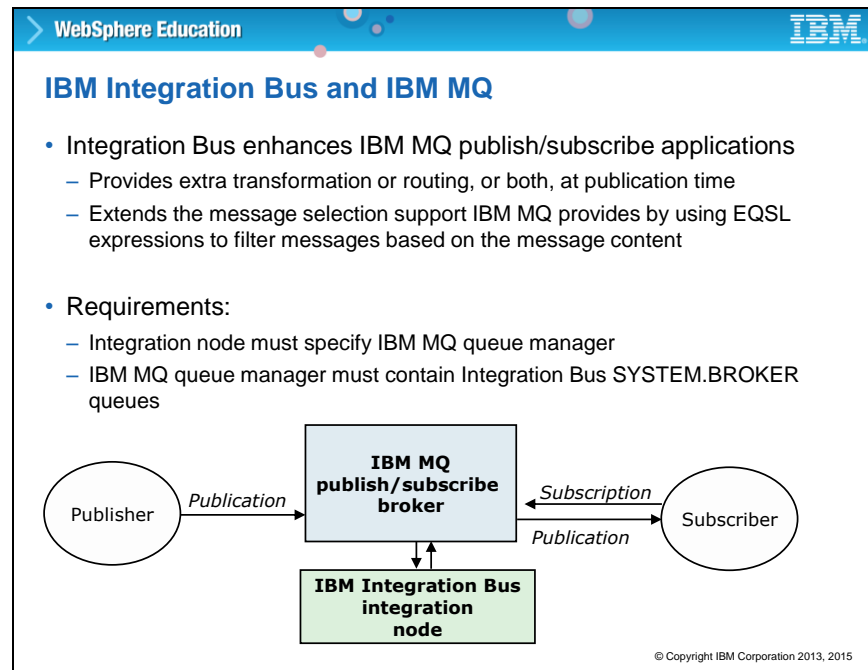 WebSphere Education
IBM
IBM Integration Bus and IBM MQ
• Integration Bus enhances IBM MQ publish/subscribe applications
– Provides extra transformation or routing, or both, at publication time
– Extends the message selection support IBM MQ provides by using EQSL
expressions to filter messages based on the message content
• Requirements:
– Integration node must specify IBM MQ queue manager
– IBM MQ queue manager must contain Integration Bus SYSTEM.BROKER
queues
Publisher
Publication
IBM MQ
publish/subscribe
broker
Subscription
Publication
Subscriber
IBM Integration Bus
integration
node
© Copyright IBM Corporation 2013, 2015